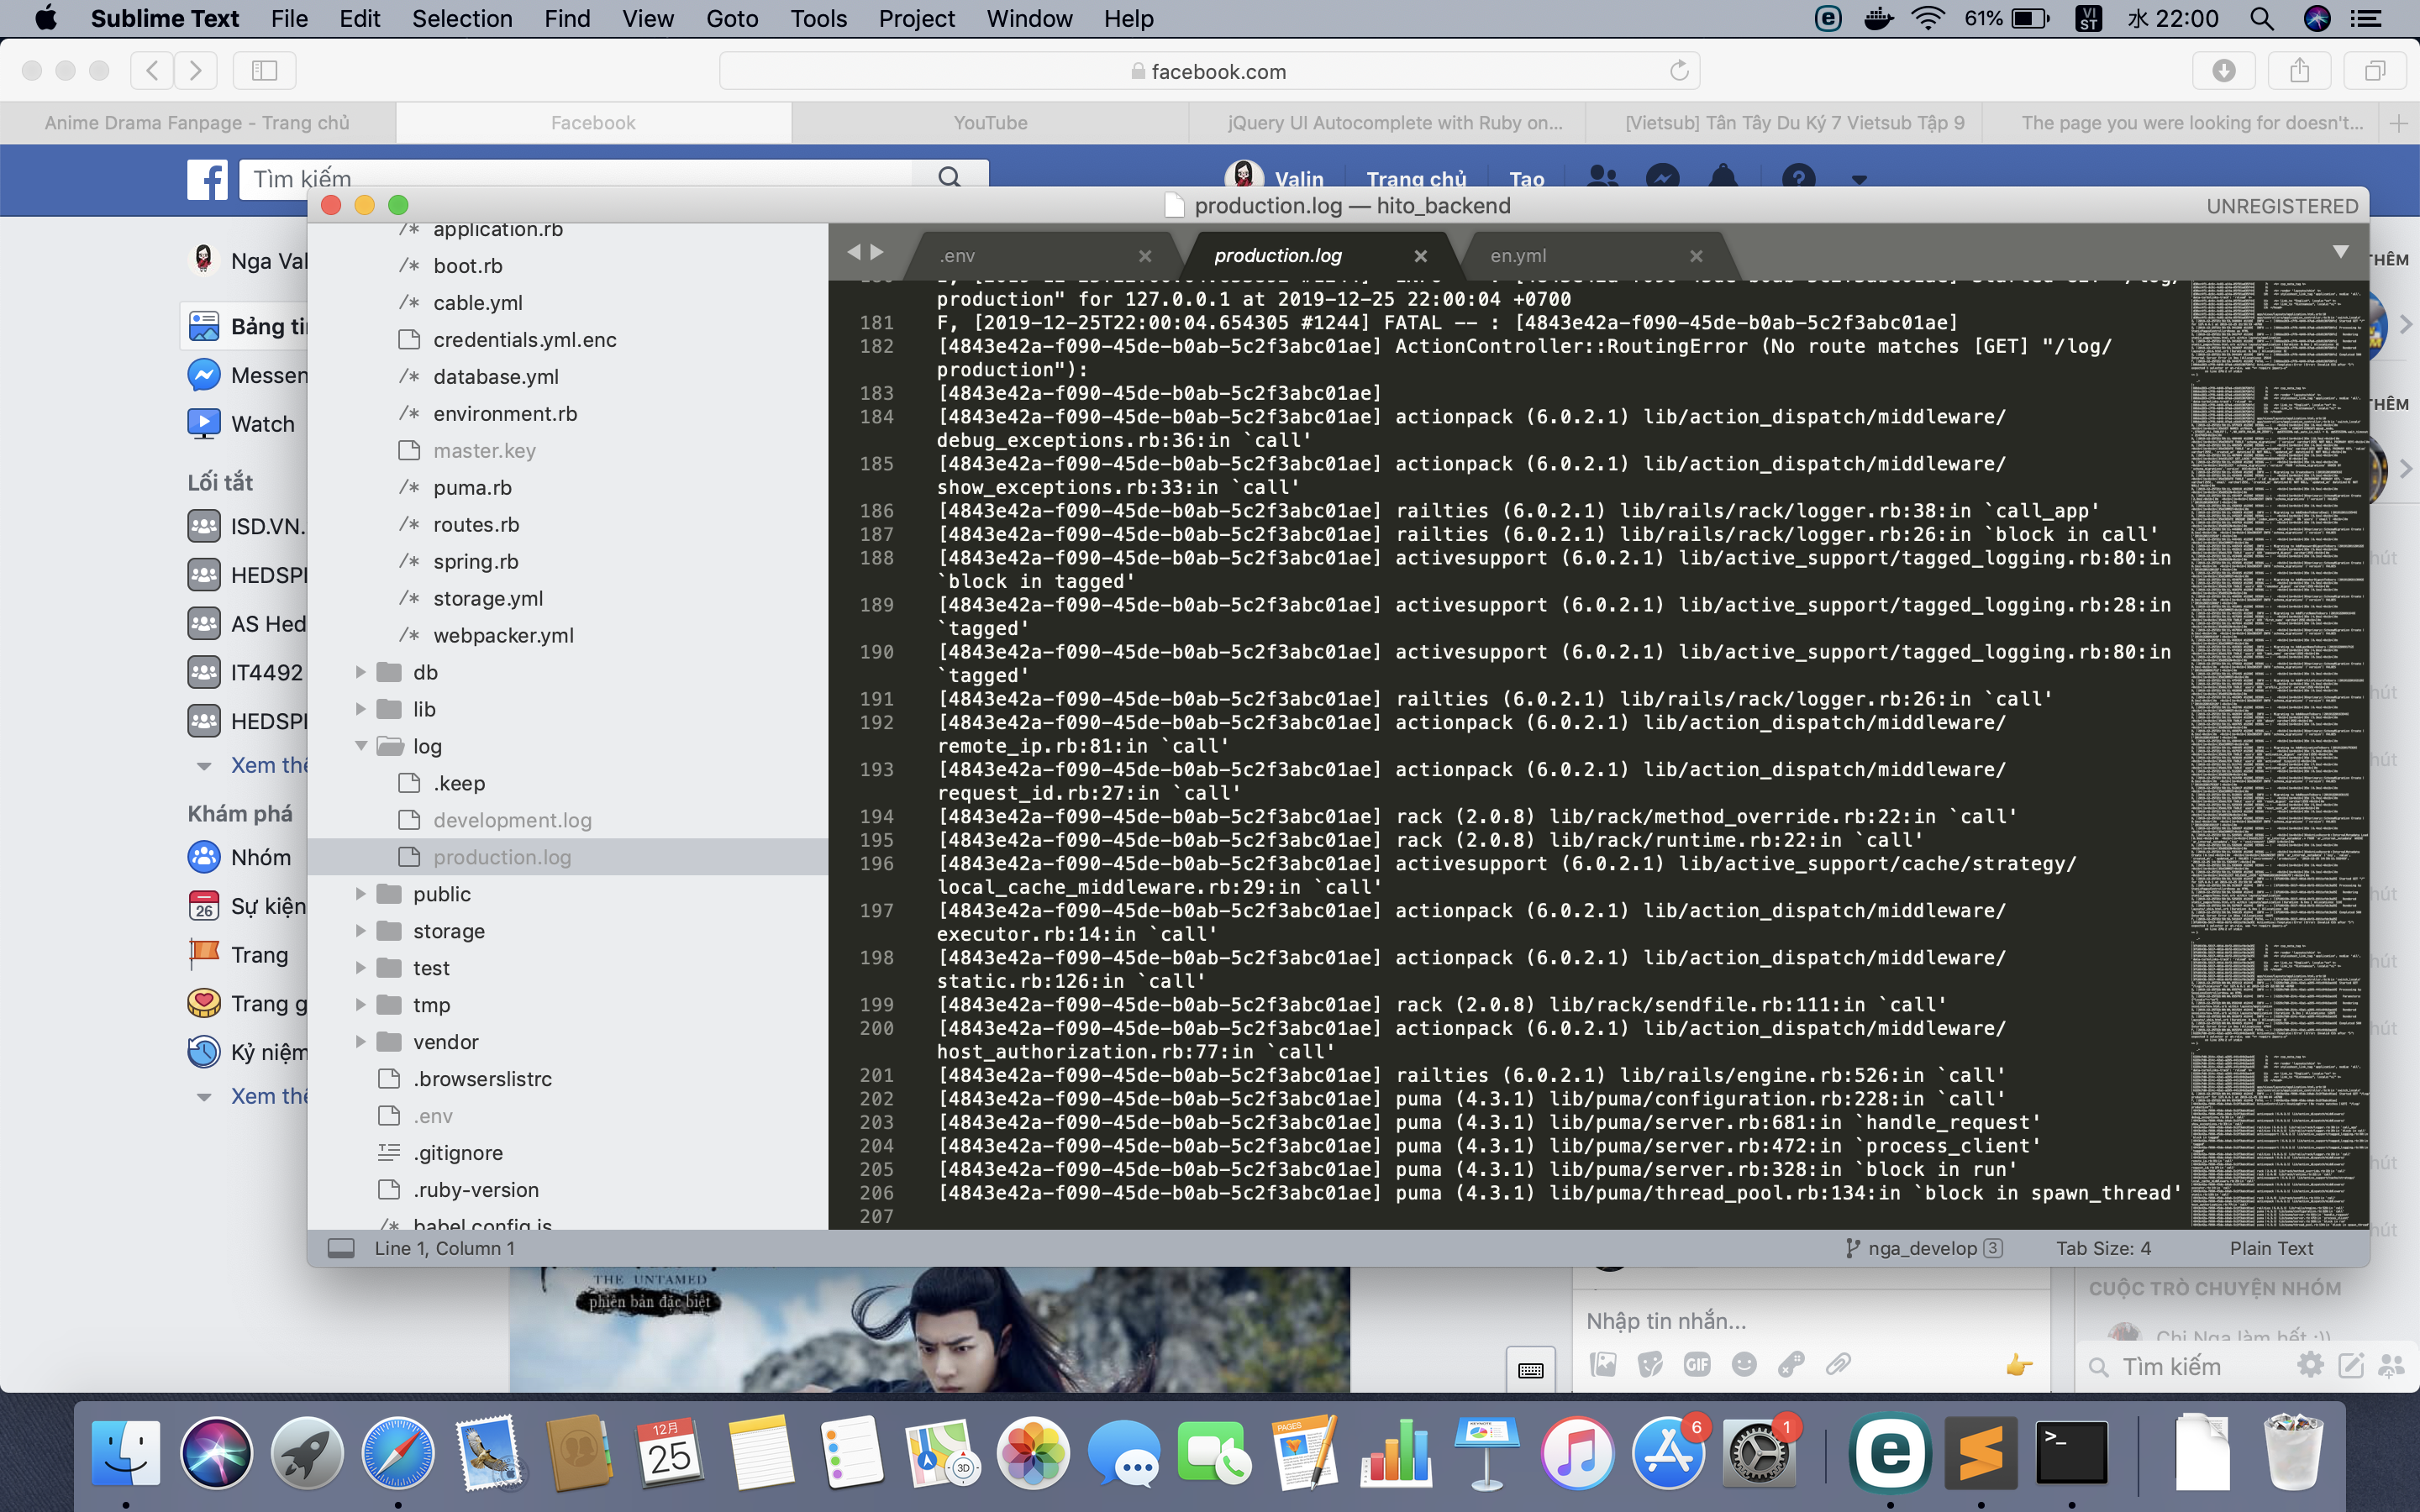 Sublime Text File Edit Selection Find View Goto Tools Project Window Help 61% VI ST 水 22:00
facebook.com
Anime Drama Fanpage - Trang chủ Facebook YouTube jQuery UI Autocomplete with Ruby on... [Vietsub] Tân Tây Du Ký 7 Vietsub Tập 9 The page you were looking for doesn't...
Tìm kiếm Valin Trang chủ Tạo
production.log — hito_backend UNREGISTERED
Nga Val
Bảng ti
Messen
Watch
Lối tắt
ISD.VN.
HEDSPI
AS Hed
IT4492
HEDSPI
Xem thê
Khám phá
Nhóm
26
Sự kiện
Trang
Trang g
Kỷ niệm
Xem thê
application.rb
boot.rb
cable.yml
credentials.yml.enc
database.yml
environment.rb
master.key
puma.rb
routes.rb
spring.rb
storage.yml
webpacker.yml
db
lib
log
.keep
development.log
production.log
public
storage
test
tmp
vendor
.browserslistrc
.env
.gitignore
.ruby-version
babel.config.js
.env production.log en.yml
production" for 127.0.0.1 at 2019-12-25 22:00:04 +0700
181 F, [2019-12-25T22:00:04.654305 #1244] FATAL -- : [4843e42a-f090-45de-b0ab-5c2f3abc01ae]
182 [4843e42a-f090-45de-b0ab-5c2f3abc01ae] ActionController::RoutingError (No route matches [GET] "/log/
production"):
183 [4843e42a-f090-45de-b0ab-5c2f3abc01ae]
184 [4843e42a-f090-45de-b0ab-5c2f3abc01ae] actionpack (6.0.2.1) lib/action_dispatch/middleware/
debug_exceptions.rb:36:in `call'
185 [4843e42a-f090-45de-b0ab-5c2f3abc01ae] actionpack (6.0.2.1) lib/action_dispatch/middleware/
show_exceptions.rb:33:in `call'
186 [4843e42a-f090-45de-b0ab-5c2f3abc01ae] railties (6.0.2.1) lib/rails/rack/logger.rb:38:in `call_app'
187 [4843e42a-f090-45de-b0ab-5c2f3abc01ae] railties (6.0.2.1) lib/rails/rack/logger.rb:26:in `block in call'
188 [4843e42a-f090-45de-b0ab-5c2f3abc01ae] activesupport (6.0.2.1) lib/active_support/tagged_logging.rb:80:in
`block in tagged'
189 [4843e42a-f090-45de-b0ab-5c2f3abc01ae] activesupport (6.0.2.1) lib/active_support/tagged_logging.rb:28:in
`tagged'
190 [4843e42a-f090-45de-b0ab-5c2f3abc01ae] activesupport (6.0.2.1) lib/active_support/tagged_logging.rb:80:in
`tagged'
191 [4843e42a-f090-45de-b0ab-5c2f3abc01ae] railties (6.0.2.1) lib/rails/rack/logger.rb:26:in `call'
192 [4843e42a-f090-45de-b0ab-5c2f3abc01ae] actionpack (6.0.2.1) lib/action_dispatch/middleware/
remote_ip.rb:81:in `call'
193 [4843e42a-f090-45de-b0ab-5c2f3abc01ae] actionpack (6.0.2.1) lib/action_dispatch/middleware/
request_id.rb:27:in `call'
194 [4843e42a-f090-45de-b0ab-5c2f3abc01ae] rack (2.0.8) lib/rack/method_override.rb:22:in `call'
195 [4843e42a-f090-45de-b0ab-5c2f3abc01ae] rack (2.0.8) lib/rack/runtime.rb:22:in `call'
196 [4843e42a-f090-45de-b0ab-5c2f3abc01ae] activesupport (6.0.2.1) lib/active_support/cache/strategy/
local_cache_middleware.rb:29:in `call'
197 [4843e42a-f090-45de-b0ab-5c2f3abc01ae] actionpack (6.0.2.1) lib/action_dispatch/middleware/
executor.rb:14:in `call'
198 [4843e42a-f090-45de-b0ab-5c2f3abc01ae] actionpack (6.0.2.1) lib/action_dispatch/middleware/
static.rb:126:in `call'
199 [4843e42a-f090-45de-b0ab-5c2f3abc01ae] rack (2.0.8) lib/rack/sendfile.rb:111:in `call'
200 [4843e42a-f090-45de-b0ab-5c2f3abc01ae] actionpack (6.0.2.1) lib/action_dispatch/middleware/
host_authorization.rb:77:in `call'
201 [4843e42a-f090-45de-b0ab-5c2f3abc01ae] railties (6.0.2.1) lib/rails/engine.rb:526:in `call'
202 [4843e42a-f090-45de-b0ab-5c2f3abc01ae] puma (4.3.1) lib/puma/configuration.rb:228:in `call'
203 [4843e42a-f090-45de-b0ab-5c2f3abc01ae] puma (4.3.1) lib/puma/server.rb:681:in `handle_request'
204 [4843e42a-f090-45de-b0ab-5c2f3abc01ae] puma (4.3.1) lib/puma/server.rb:472:in `process_client'
205 [4843e42a-f090-45de-b0ab-5c2f3abc01ae] puma (4.3.1) lib/puma/server.rb:328:in `block in run'
206 [4843e42a-f090-45de-b0ab-5c2f3abc01ae] puma (4.3.1) lib/puma/thread_pool.rb:134:in `block in spawn_thread'
207
Line 1, Column 1 nga_develop 3 Tab Size: 4 Plain Text
THÊM
THÊM
hút
hút
hút
hút
hút
hút
hút
hút
THE UNTAMED
phiên bản đặc biệt
Nhập tin nhắn...
GIF
CUỘC TRÒ CHUYỆN NHÓM
Chị Nga làm hết :))
Tìm kiếm
12月
25
3D
PAGES
KEYNOTE
6
1
e
>_